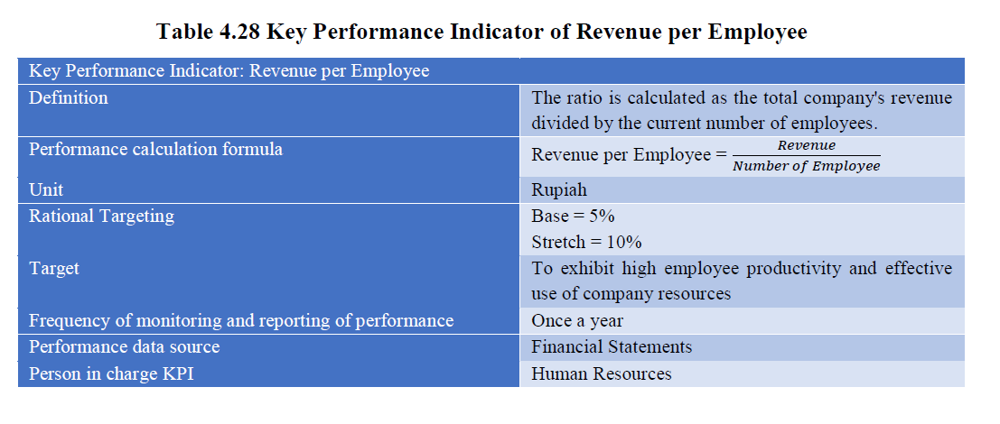 Table 4.28 Key Performance Indicator of Revenue per Employee
Key Performance Indicator: Revenue per Employee
Definition
The ratio is calculated as the total company's revenue
divided by the current number of employees.
Performance calculation formula
Revenue per Employee = Revenue / Number of Employee
Unit
Rupiah
Rational Targeting
Base = 5%
Stretch = 10%
Target
To exhibit high employee productivity and effective
use of company resources
Frequency of monitoring and reporting of performance
Once a year
Performance data source
Financial Statements
Person in charge KPI
Human Resources